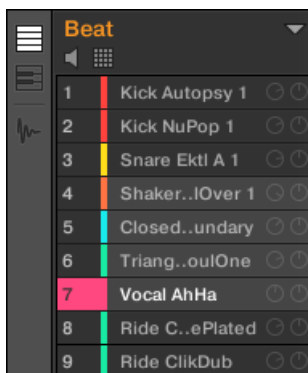 Beat
1 Kick Autopsy 1
2 Kick NuPop 1
3 Snare Ektl A 1
4 Shaker..lOver 1
5 Closed..undary
6 Triang..oulOne
7 Vocal AhHa
8 Ride C..ePlated
9 Ride ClikDub